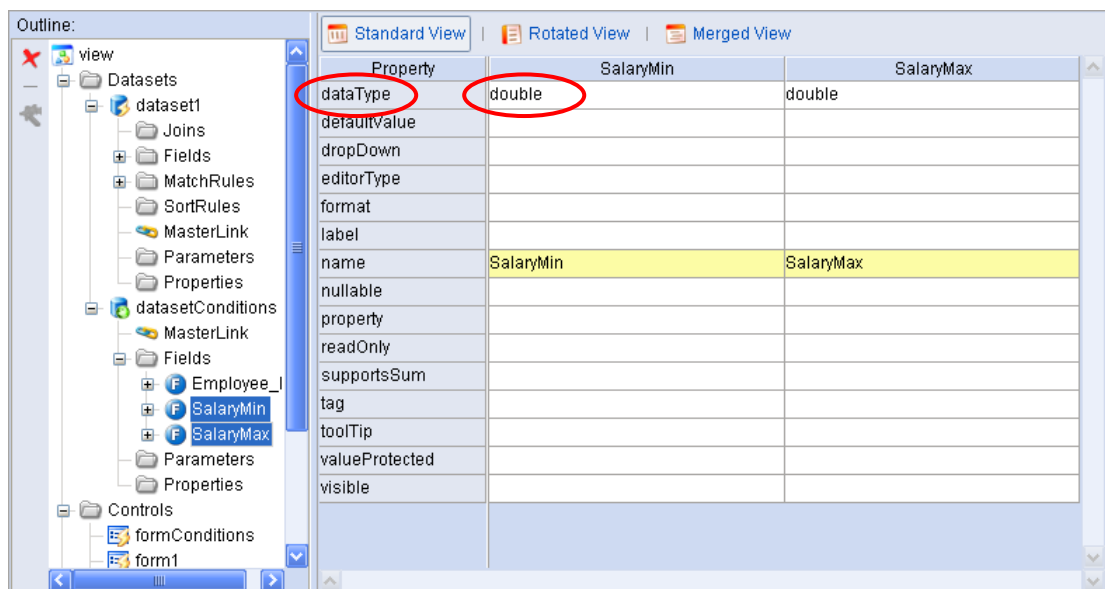 Outline:
view
Datasets
dataset1
Joins
Fields
MatchRules
SortRules
MasterLink
Parameters
Properties
datasetConditions
MasterLink
Fields
Employee_I
SalaryMin
SalaryMax
Parameters
Properties
Controls
formConditions
form1
Standard View | Rotated View | Merged View
Property SalaryMin SalaryMax
dataType double double
defaultValue
dropDown
editorType
format
label
name SalaryMin SalaryMax
nullable
property
readOnly
supportsSum
tag
toolTip
valueProtected
visible